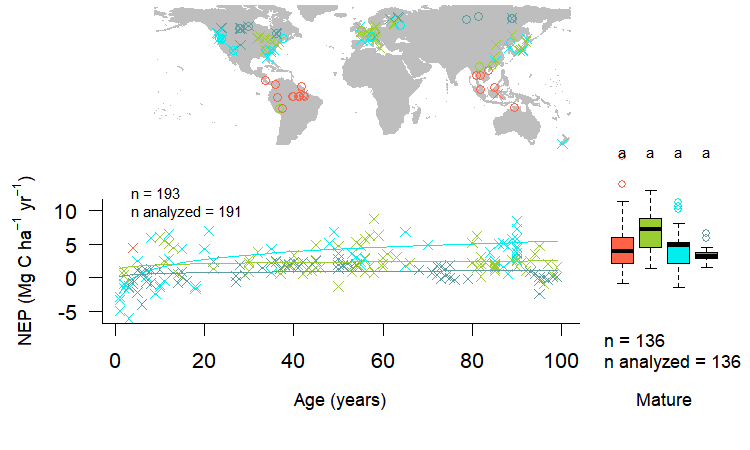 a a a a
n = 193
n analyzed = 191
NEP (Mg C ha⁻¹ yr⁻¹)
10
5
0
-5
0 20 40 60 80 100
Age (years)
n = 136
n analyzed = 136
Mature